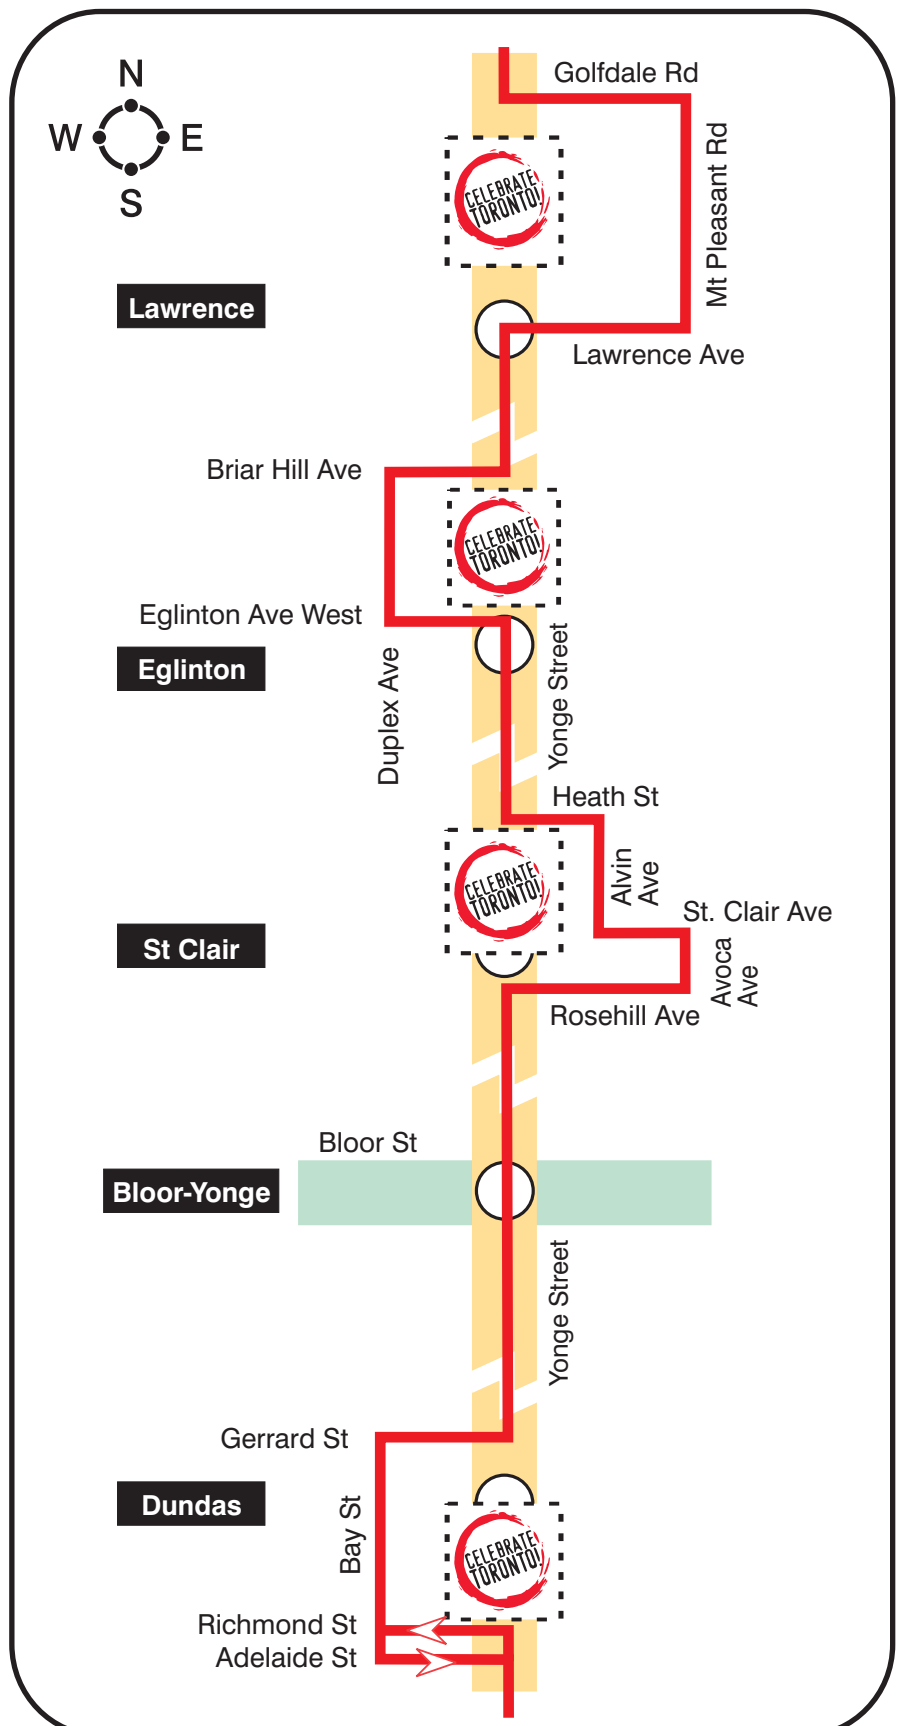 N
W E
S
Golfdale Rd
Mt Pleasant Rd
CELEBRATE
TORONTO!
Lawrence
Lawrence Ave
Briar Hill Ave
CELEBRATE
TORONTO!
Eglinton Ave West
Eglinton
Duplex Ave
Yonge Street
Heath St
CELEBRATE
TORONTO!
Alvin
Ave
St. Clair Ave
St Clair
Avoca
Ave
Rosehill Ave
Bloor St
Bloor-Yonge
Yonge Street
Gerrard St
Dundas
Bay St
CELEBRATE
TORONTO!
Richmond St
Adelaide St